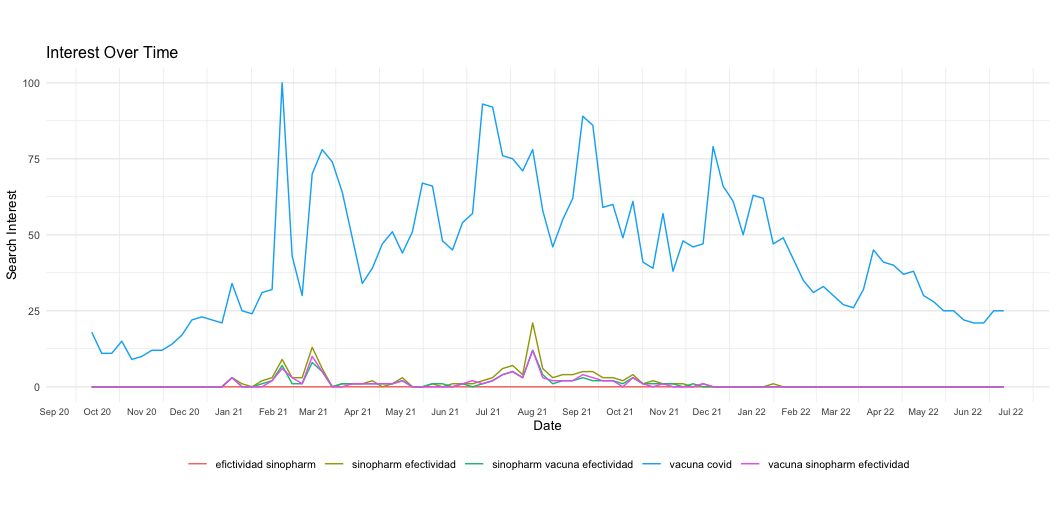 Interest Over Time
100
75
50
25
0
Search Interest
Sep 20 Oct 20 Nov 20 Dec 20 Jan 21 Feb 21 Mar 21 Apr 21 May 21 Jun 21 Jul 21 Aug 21 Sep 21 Oct 21 Nov 21 Dec 21 Jan 22 Feb 22 Mar 22 Apr 22 May 22 Jun 22 Jul 22
Date
efictividad sinopharm sinopharm efectividad sinopharm vacuna efectividad vacuna covid vacuna sinopharm efectividad